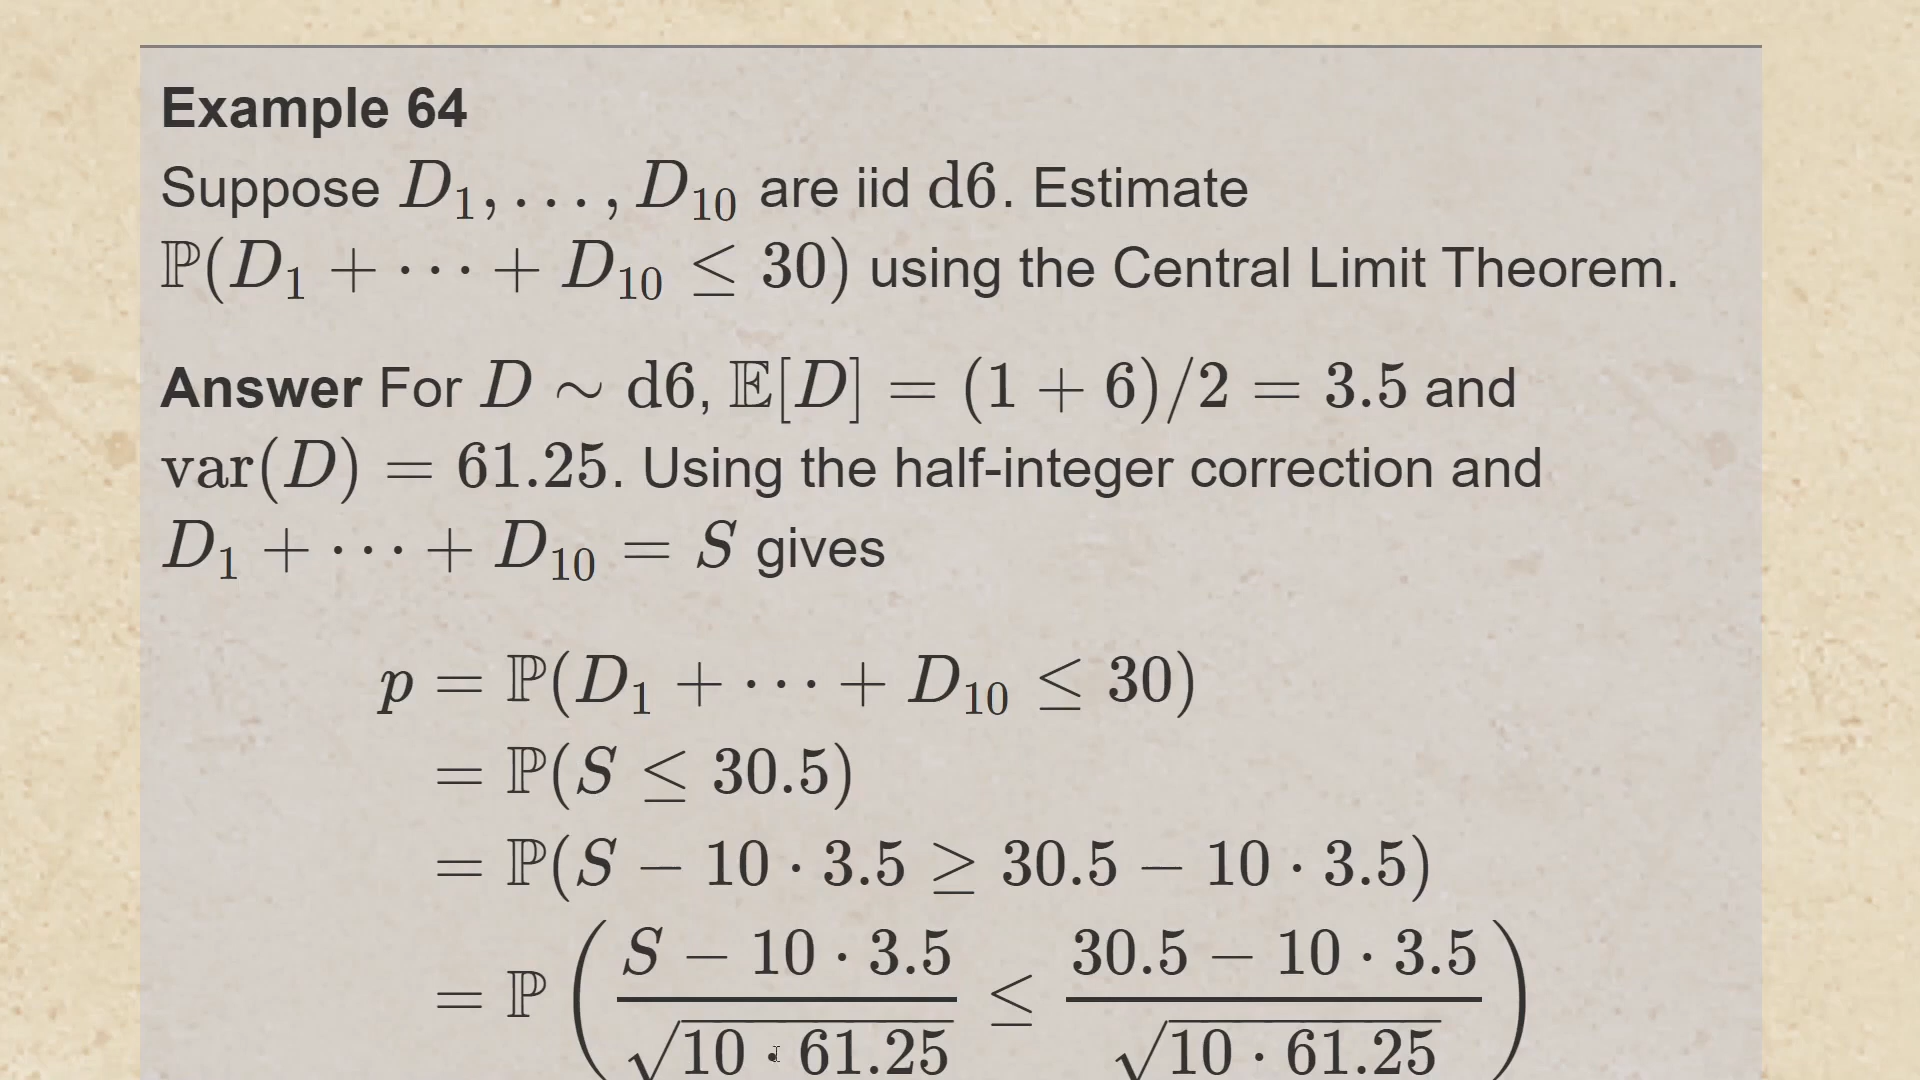 Example 64
Suppose D₁, . . . , D₁₀ are iid d6. Estimate
ℙ(D₁ + · · · + D₁₀ ≤ 30) using the Central Limit Theorem.
Answer For D ∼ d6, 𝔼[D] = (1 + 6)/2 = 3.5 and
var(D) = 61.25. Using the half-integer correction and
D₁ + · · · + D₁₀ = S gives
p = ℙ(D₁ + · · · + D₁₀ ≤ 30)
= ℙ(S ≤ 30.5)
= ℙ(S − 10 · 3.5 ≥ 30.5 − 10 · 3.5)
= ℙ((S − 10 · 3.5)/√(10 · 61.25) ≤ (30.5 − 10 · 3.5)/√(10 · 61.25))